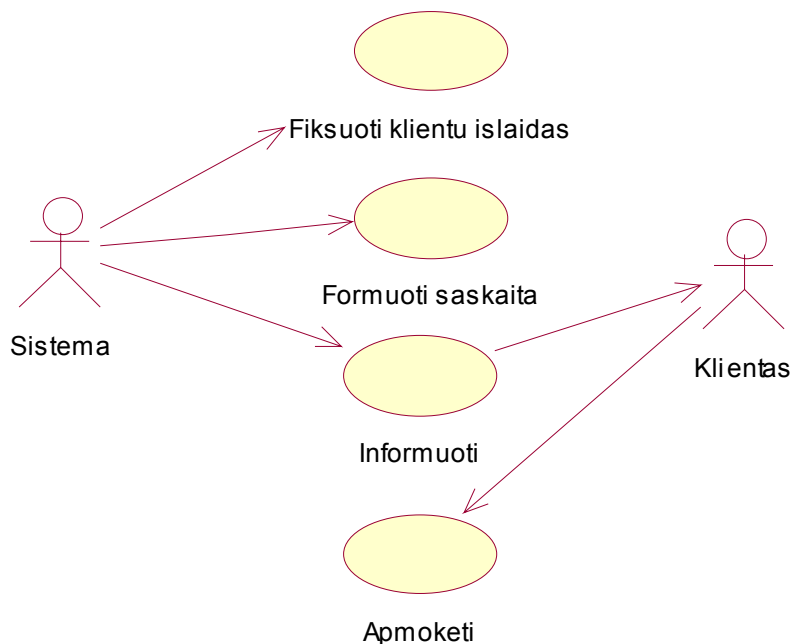 Fiksuoti klientu islaidas
Formuoti saskaita
Sistema
Klientas
Informuoti
Apmoketi